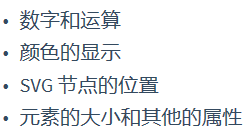 • 数字和运算
• 颜色的显示
• SVG 节点的位置
• 元素的大小和其他的属性